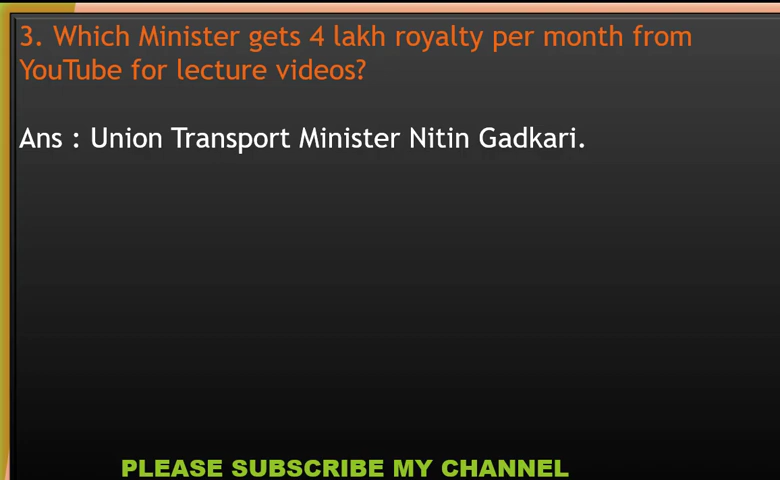 3. Which Minister gets 4 lakh royalty per month from
YouTube for lecture videos?
Ans : Union Transport Minister Nitin Gadkari.
PLEASE SUBSCRIBE MY CHANNEL